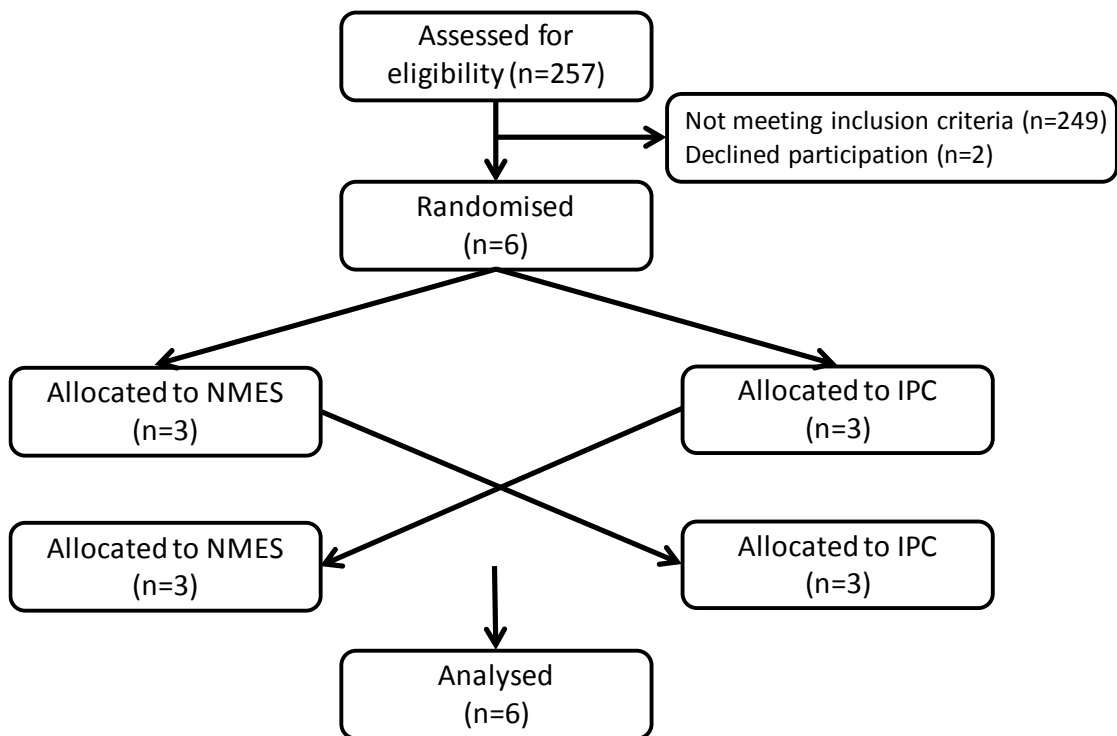 Assessed for
eligibility (n=257)
Not meeting inclusion criteria (n=249)
Declined participation (n=2)
Randomised
(n=6)
Allocated to NMES
(n=3)
Allocated to IPC
(n=3)
Allocated to NMES
(n=3)
Allocated to IPC
(n=3)
Analysed
(n=6)